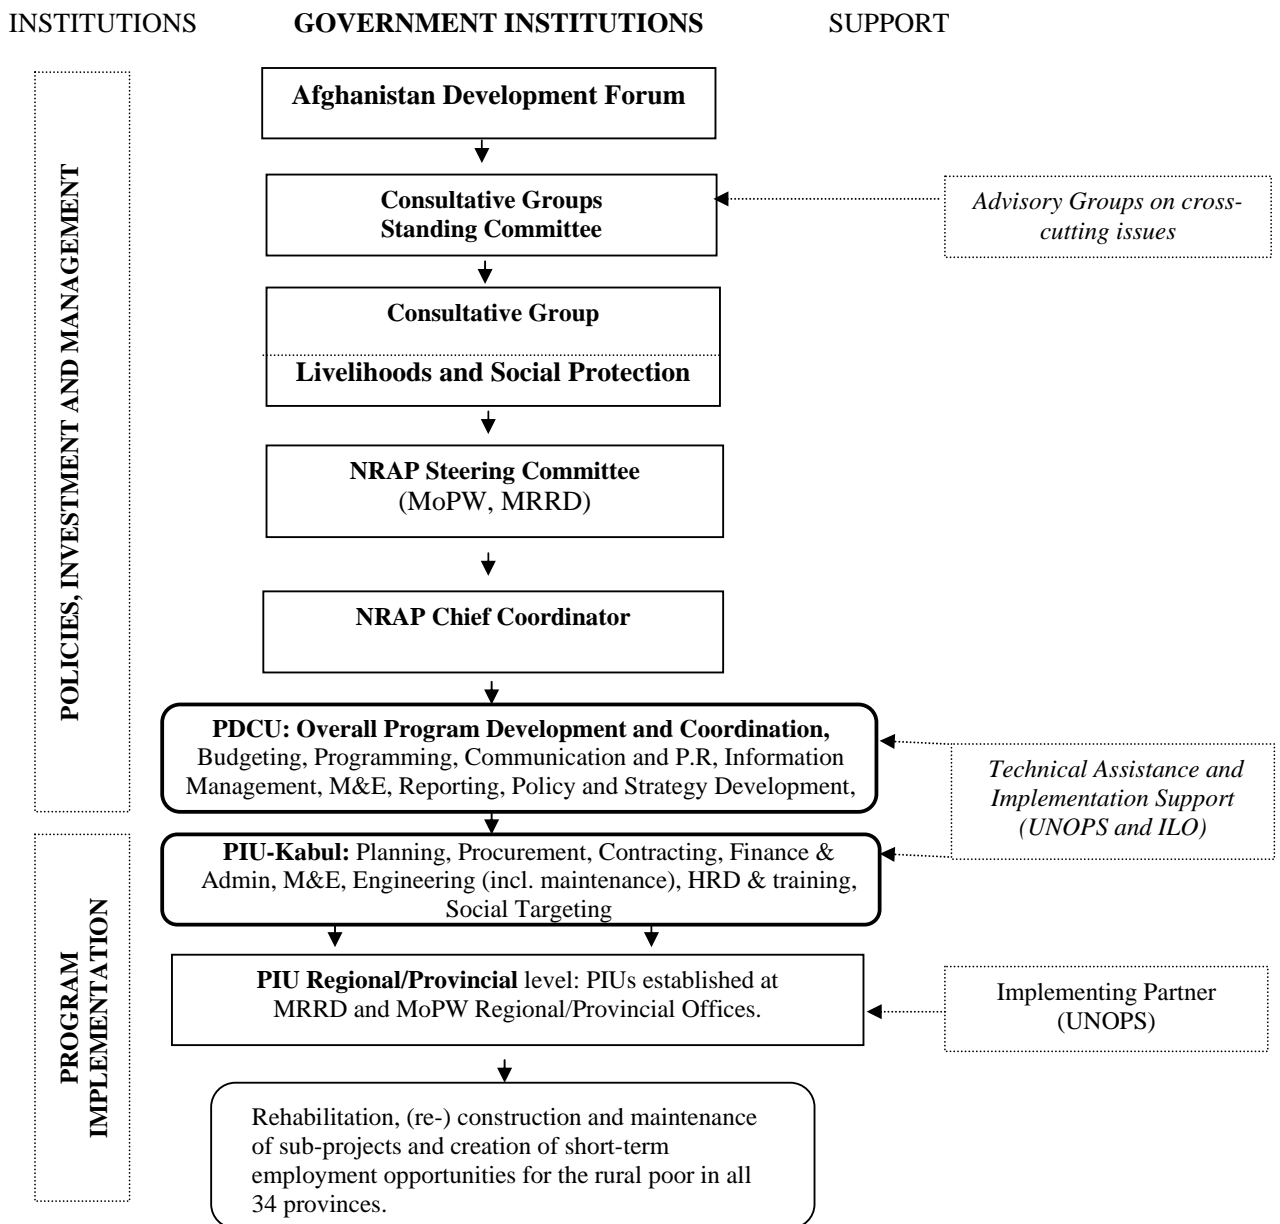 INSTITUTIONS
GOVERNMENT INSTITUTIONS
SUPPORT
POLICIES, INVESTMENT AND MANAGEMENT
Afghanistan Development Forum
Consultative Groups
Standing Committee
Advisory Groups on cross-
cutting issues
Consultative Group
Livelihoods and Social Protection
NRAP Steering Committee
(MoPW, MRRD)
NRAP Chief Coordinator
PDCU: Overall Program Development and Coordination,
Budgeting, Programming, Communication and P.R, Information
Management, M&E, Reporting, Policy and Strategy Development,
Technical Assistance and
Implementation Support
(UNOPS and ILO)
PROGRAM
IMPLEMENTATION
PIU-Kabul: Planning, Procurement, Contracting, Finance &
Admin, M&E, Engineering (incl. maintenance), HRD & training,
Social Targeting
PIU Regional/Provincial level: PIUs established at
MRRD and MoPW Regional/Provincial Offices.
Implementing Partner
(UNOPS)
Rehabilitation, (re-) construction and maintenance
of sub-projects and creation of short-term
employment opportunities for the rural poor in all
34 provinces.